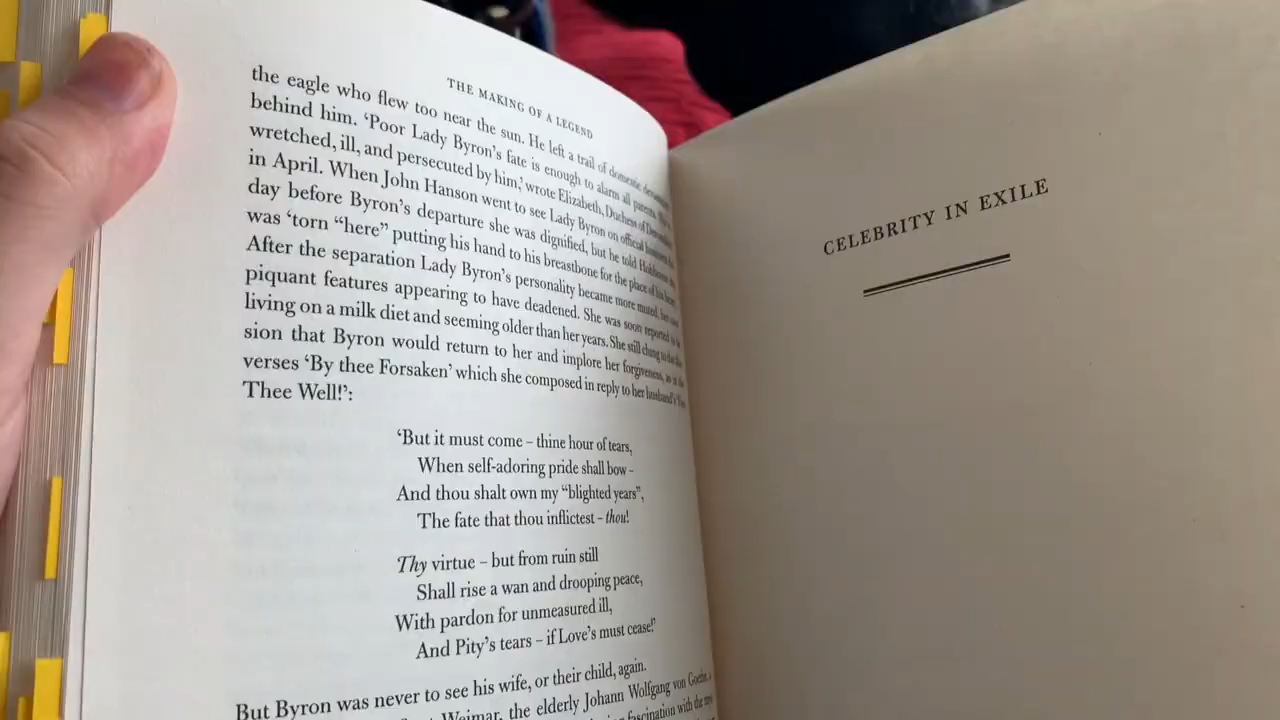 THE MAKING OF A LEGEND
the eagle who flew too near the sun. He left a trail of domestic
behind him. ‘Poor Lady Byron’s fate is enough to alarm all parents.
wretched, ill, and persecuted by him,’ wrote Elizabeth, Duchess of
in April. When John Hanson went to see Lady Byron on official
day before Byron’s departure she was dignified, but he told
was ‘torn “here” putting his hand to his breastbone for the place of his
After the separation Lady Byron’s personality became more muted, her
piquant features appearing to have deadened. She was soon reported to be
living on a milk diet and seeming older than her years. She still clung to
sion that Byron would return to her and implore her forgiveness, as
verses ‘By thee Forsaken’ which she composed in reply to her husband’s
Thee Well!’:
‘But it must come – thine hour of tears,
When self-adoring pride shall bow –
And thou shalt own my “blighted years”,
The fate that thou inflictest – thou!
Thy virtue – but from ruin still
Shall rise a wan and drooping peace,
With pardon for unmeasured ill,
And Pity’s tears – if Love’s must cease!’
But Byron was never to see his wife, or their child, again.
Weimar, the elderly Johann Wolfgang von Goethe,
fascination with the
CELEBRITY IN EXILE